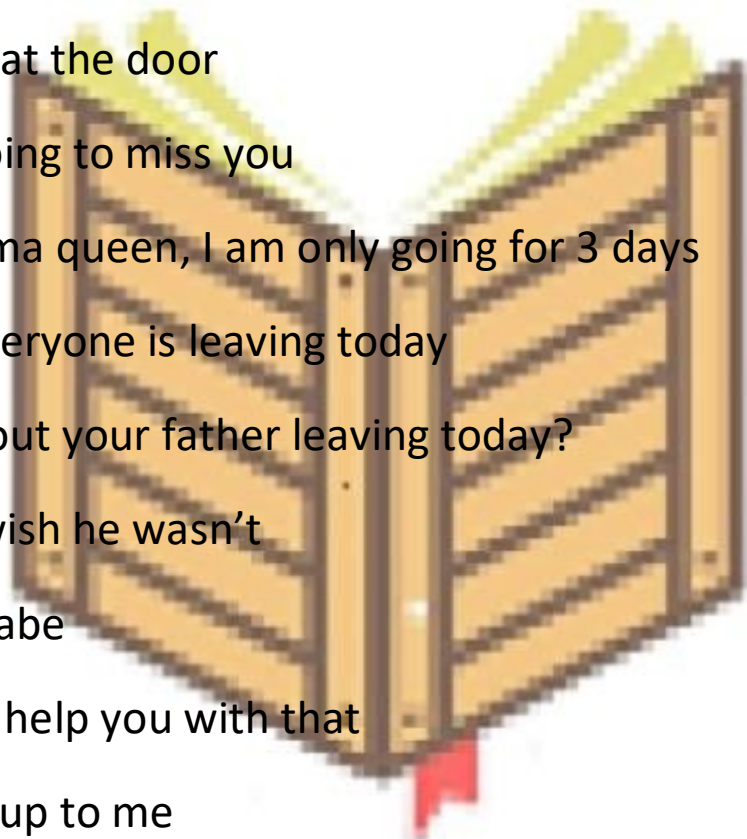 at the door
ing to miss you
ma queen, I am only going for 3 days
eryone is leaving today
out your father leaving today?
wish he wasn't
abe
help you with that
up to me